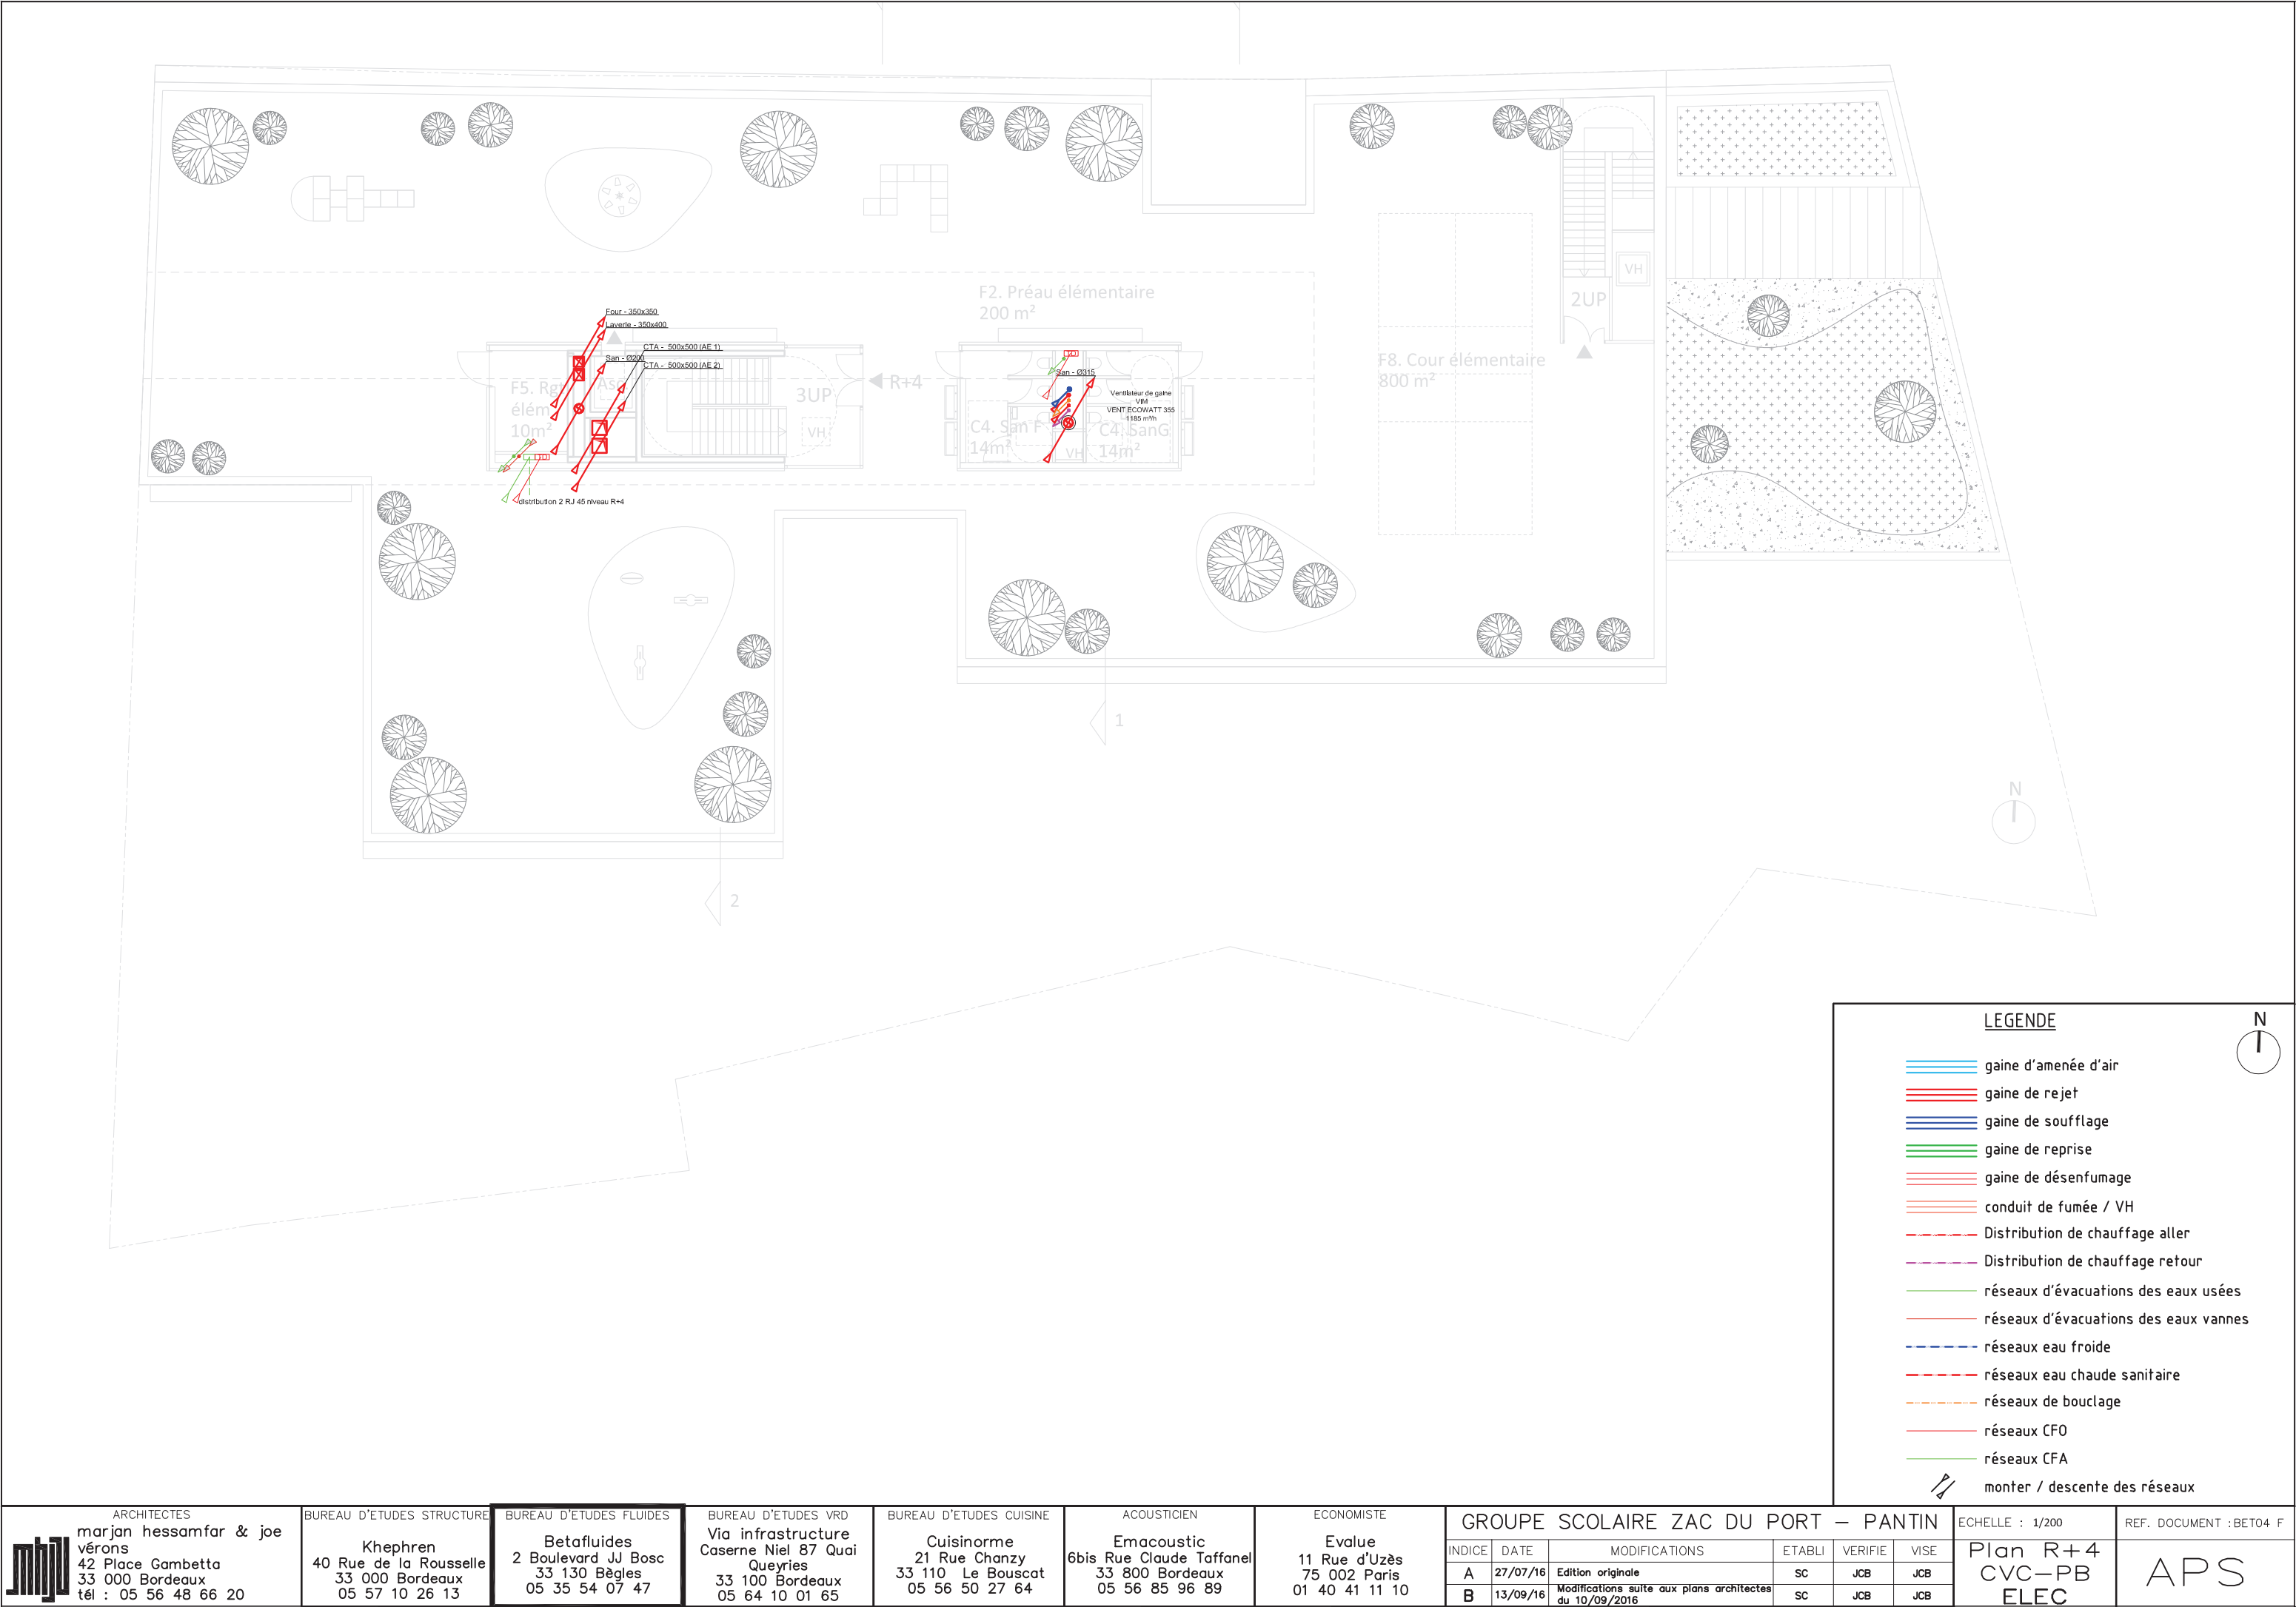 F2. Préau élémentaire
200 m²
VH
2UP
Four - 350x350
Laverie - 350x400
CTA - 500x500 (AE 1)
San - Ø200
CTA - 500x500 (AE 2)
F5. Rgt
élém
10m²
Asc
3UP
VH
R+4
San - Ø315
Ventilateur de gaine
VIM
VENT ECOWATT 355
1185 m³/h
C4. San F
14m²
VH
C4. SanG
14m²
F8. Cour élémentaire
800 m²
distribution 2 RJ 45 niveau R+4
1
2
N
LEGENDE
N
gaine d'amenée d'air
gaine de rejet
gaine de soufflage
gaine de reprise
gaine de désenfumage
conduit de fumée / VH
Distribution de chauffage aller
Distribution de chauffage retour
réseaux d'évacuations des eaux usées
réseaux d'évacuations des eaux vannes
réseaux eau froide
réseaux eau chaude sanitaire
réseaux de bouclage
réseaux CFO
réseaux CFA
monter / descente des réseaux
ARCHITECTES
marjan hessamfar & joe
vérons
42 Place Gambetta
33 000 Bordeaux
tél : 05 56 48 66 20
BUREAU D'ETUDES STRUCTURE
Khephren
40 Rue de la Rousselle
33 000 Bordeaux
05 57 10 26 13
BUREAU D'ETUDES FLUIDES
Betafluides
2 Boulevard JJ Bosc
33 130 Bègles
05 35 54 07 47
BUREAU D'ETUDES VRD
Via infrastructure
Caserne Niel 87 Quai
Queyries
33 100 Bordeaux
05 64 10 01 65
BUREAU D'ETUDES CUISINE
Cuisinorme
21 Rue Chanzy
33 110 Le Bouscat
05 56 50 27 64
ACOUSTICIEN
Emacoustic
6bis Rue Claude Taffanel
33 800 Bordeaux
05 56 85 96 89
ECONOMISTE
Evalue
11 Rue d'Uzès
75 002 Paris
01 40 41 11 10
GROUPE SCOLAIRE ZAC DU PORT – PANTIN
INDICE DATE MODIFICATIONS ETABLI VERIFIE VISE
A 27/07/16 Edition originale SC JCB JCB
B 13/09/16 Modifications suite aux plans architectes
du 10/09/2016 SC JCB JCB
ECHELLE : 1/200
Plan R+4
CVC–PB
ELEC
REF. DOCUMENT :BET04 F
APS